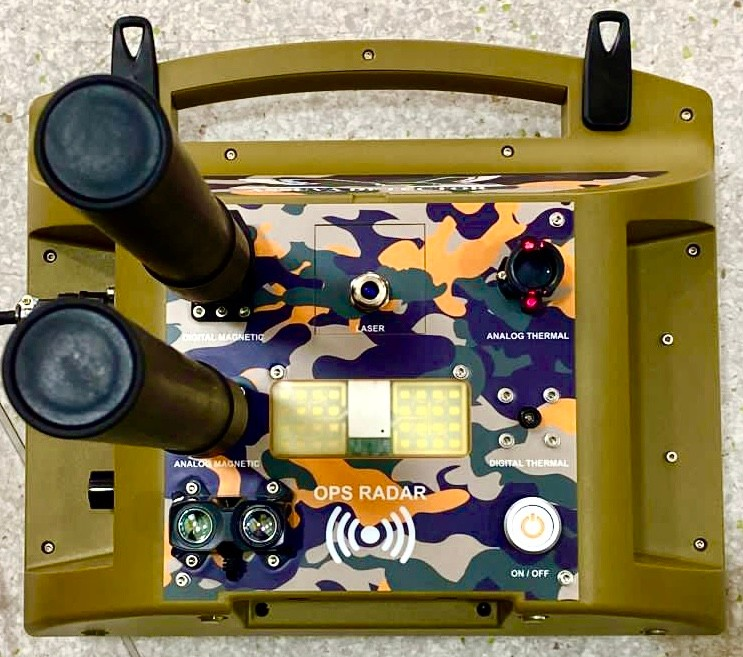 DIGITAL MAGNETIC
LASER
ANALOG THERMAL
ANALOG MAGNETIC
DIGITAL THERMAL
OPS RADAR
ON / OFF